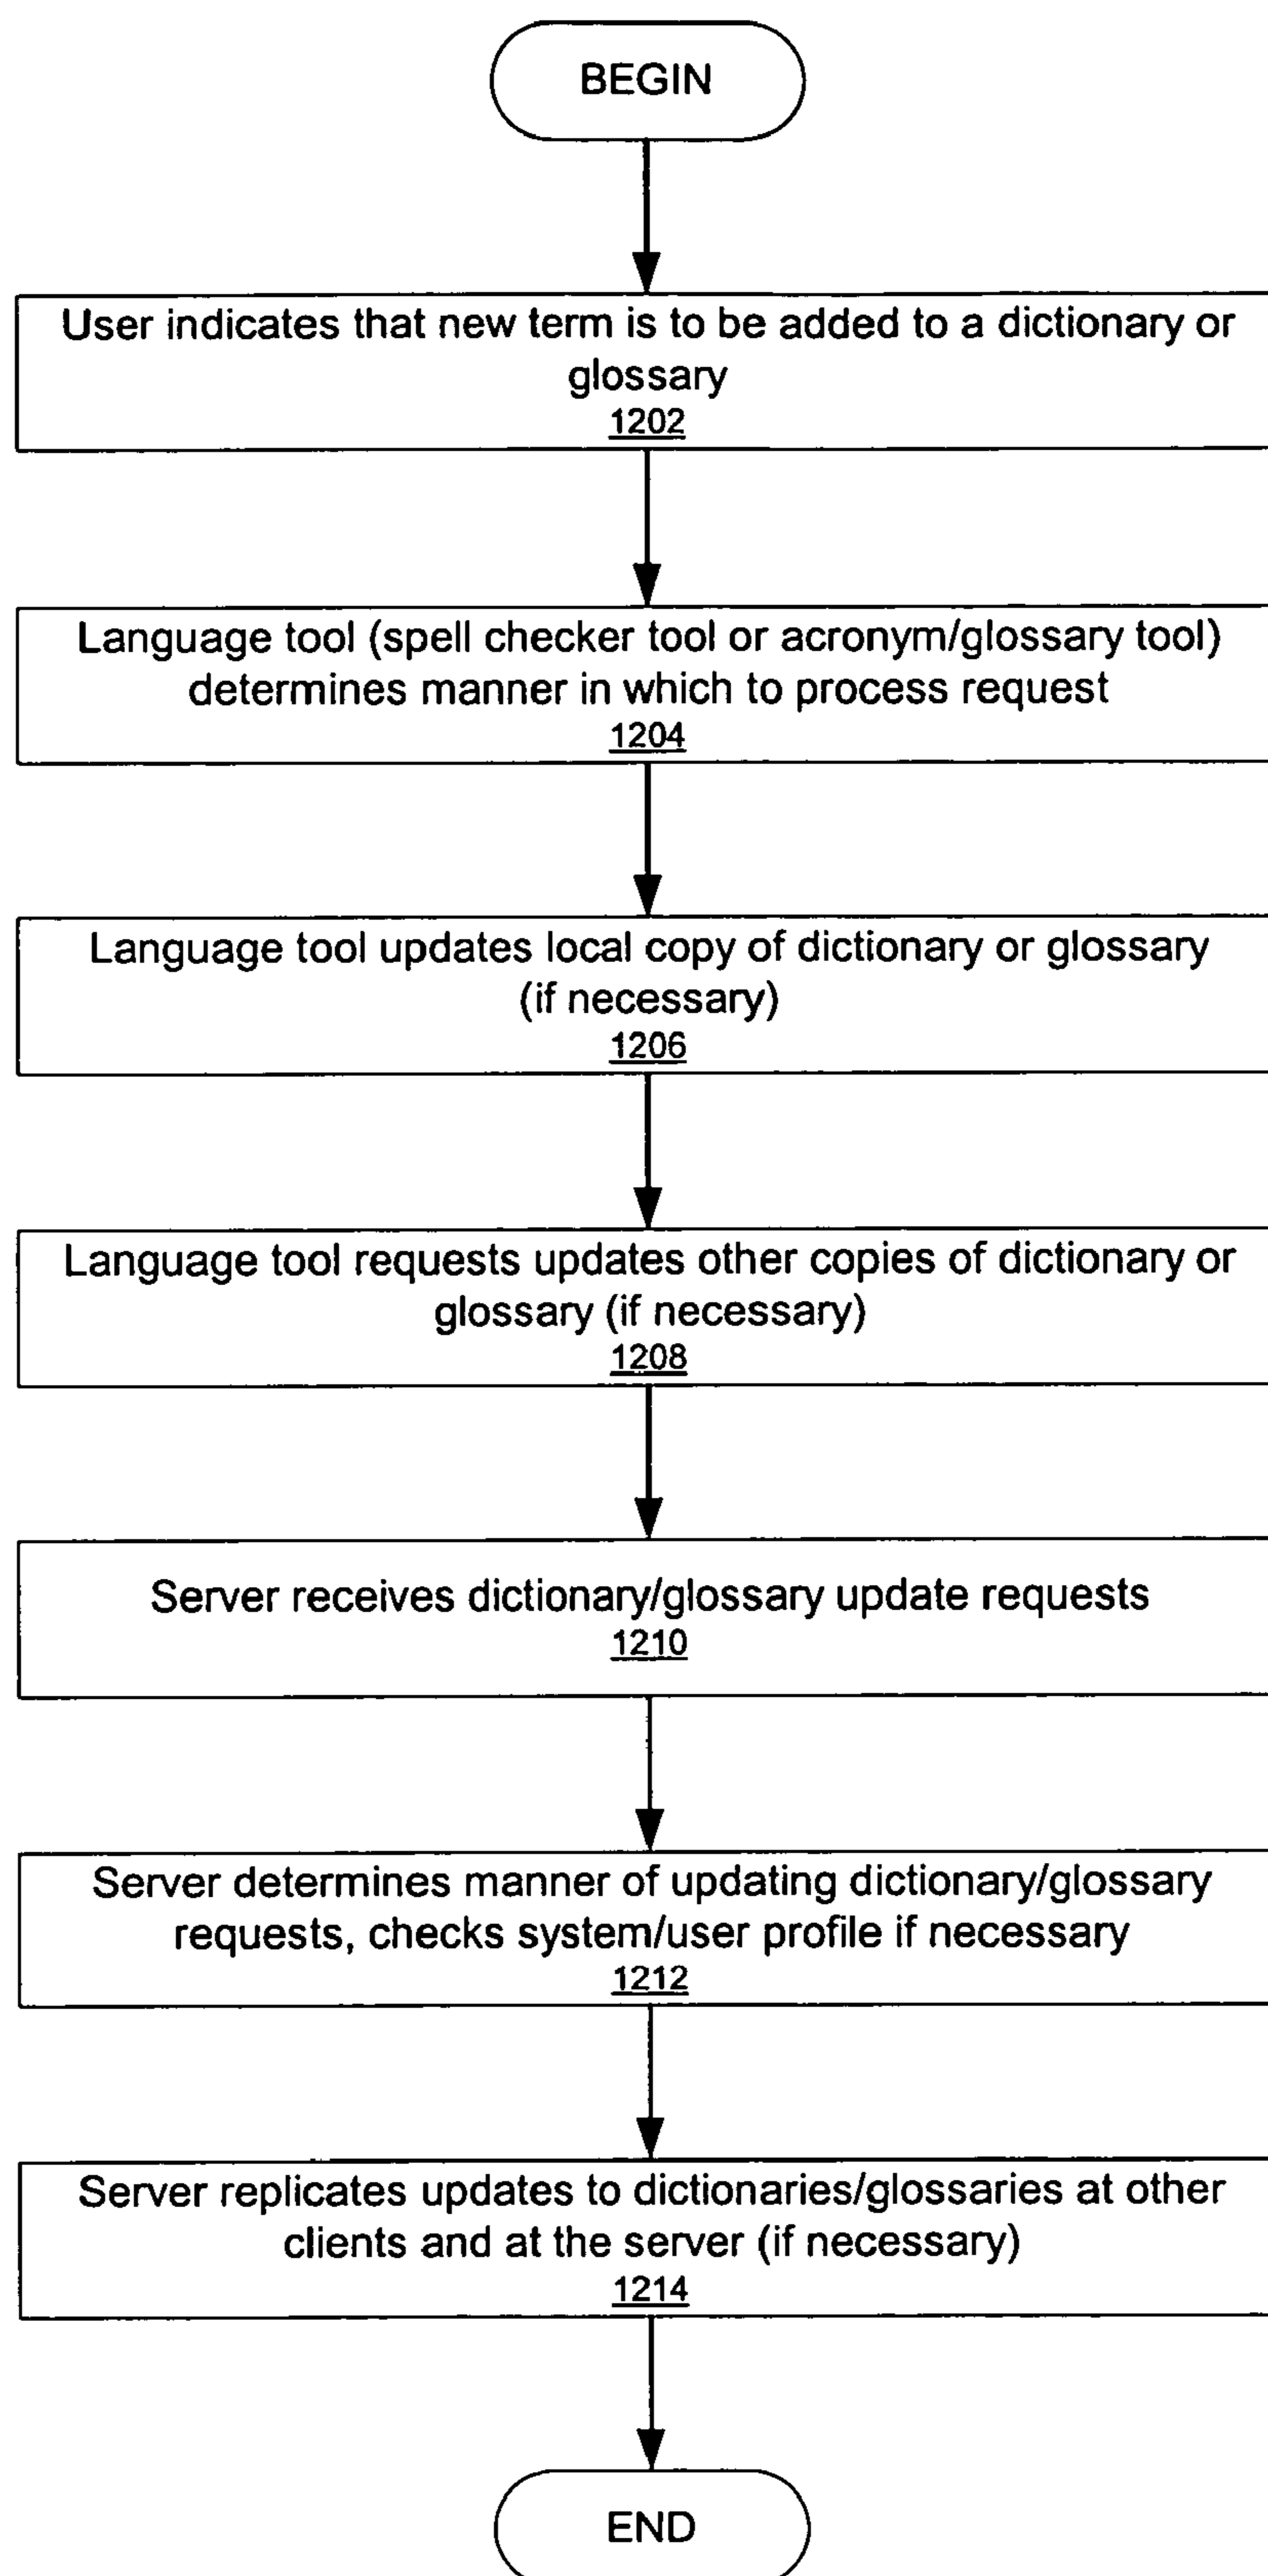 BEGIN
User indicates that new term is to be added to a dictionary or
glossary
1202
Language tool (spell checker tool or acronym/glossary tool)
determines manner in which to process request
1204
Language tool updates local copy of dictionary or glossary
(if necessary)
1206
Language tool requests updates other copies of dictionary or
glossary (if necessary)
1208
Server receives dictionary/glossary update requests
1210
Server determines manner of updating dictionary/glossary
requests, checks system/user profile if necessary
1212
Server replicates updates to dictionaries/glossaries at other
clients and at the server (if necessary)
1214
END